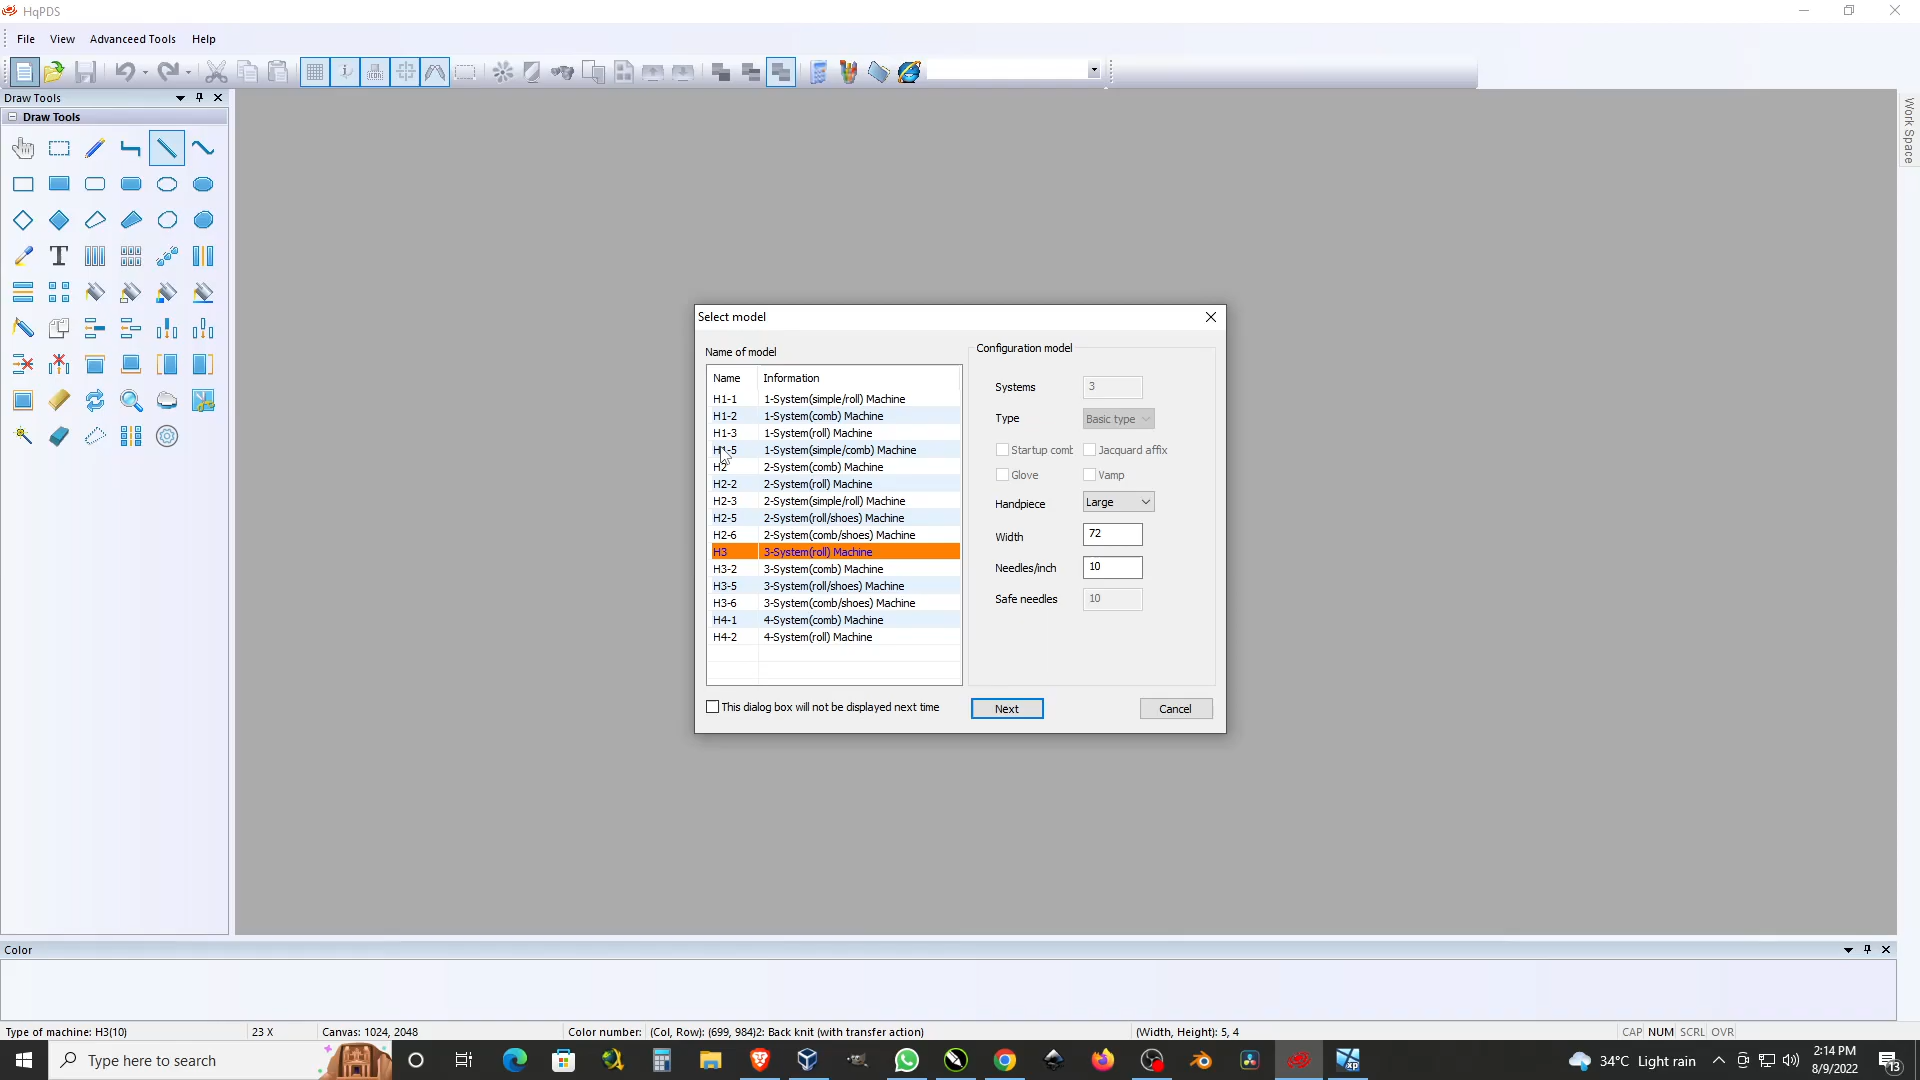 HqPDS
File View Advanceed Tools Help
Draw Tools
Draw Tools
T
Work Space
Select model
Name of model
Name Information
H1-1 1-System(simple/roll) Machine
H1-2 1-System(comb) Machine
H1-3 1-System(roll) Machine
H1-5 1-System(simple/comb) Machine
H2 2-System(comb) Machine
H2-2 2-System(roll) Machine
H2-3 2-System(simple/roll) Machine
H2-5 2-System(roll/shoes) Machine
H2-6 2-System(comb/shoes) Machine
H3 3-System(roll) Machine
H3-2 3-System(comb) Machine
H3-5 3-System(roll/shoes) Machine
H3-6 3-System(comb/shoes) Machine
H4-1 4-System(comb) Machine
H4-2 4-System(roll) Machine
This dialog box will not be displayed next time
Configuration model
Systems 3
Type Basic type
Startup comb Jacquard affix
Glove Vamp
Handpiece Large
Width 72
Needles/inch 10
Safe needles 10
Next Cancel
Color
Type of machine: H3(10) 23 X Canvas: 1024, 2048 Color number: (Col, Row): (699, 984)2: Back knit (with transfer action) (Width, Height): 5, 4 CAP NUM SCRL OVR
Type here to search 34°C Light rain 2:14 PM
8/9/2022 13